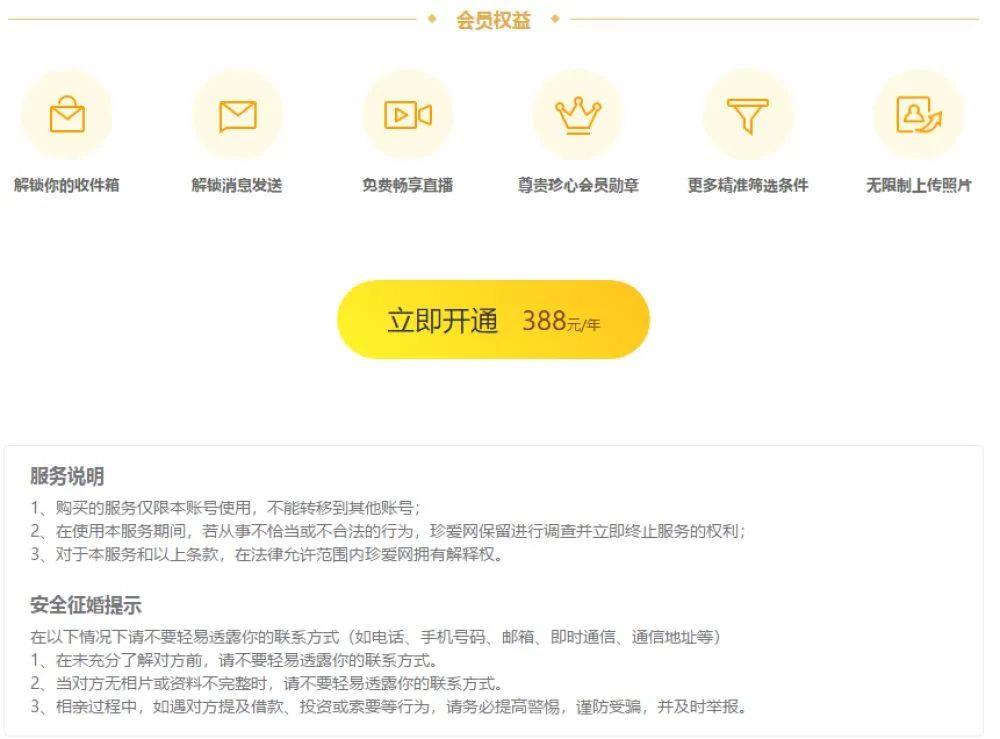 会员权益
解锁你的收件箱 解锁消息发送 免费畅享直播 尊贵珍心会员勋章 更多精准筛选条件 无限制上传照片
立即开通 388元/年
服务说明
1、购买的服务仅限本账号使用，不能转移到其他账号；
2、在使用本服务期间，若从事不恰当或不合法的行为，珍爱网保留进行调查并立即终止服务的权利；
3、对于本服务和以上条款，在法律允许范围内珍爱网拥有解释权。
安全征婚提示
在以下情况下请不要轻易透露你的联系方式（如电话、手机号码、邮箱、即时通信、通信地址等）
1、在未充分了解对方前，请不要轻易透露你的联系方式。
2、当对方无相片或资料不完整时，请不要轻易透露你的联系方式。
3、相亲过程中，如遇对方提及借款、投资或索要等行为，请务必提高警惕，谨防受骗，并及时举报。